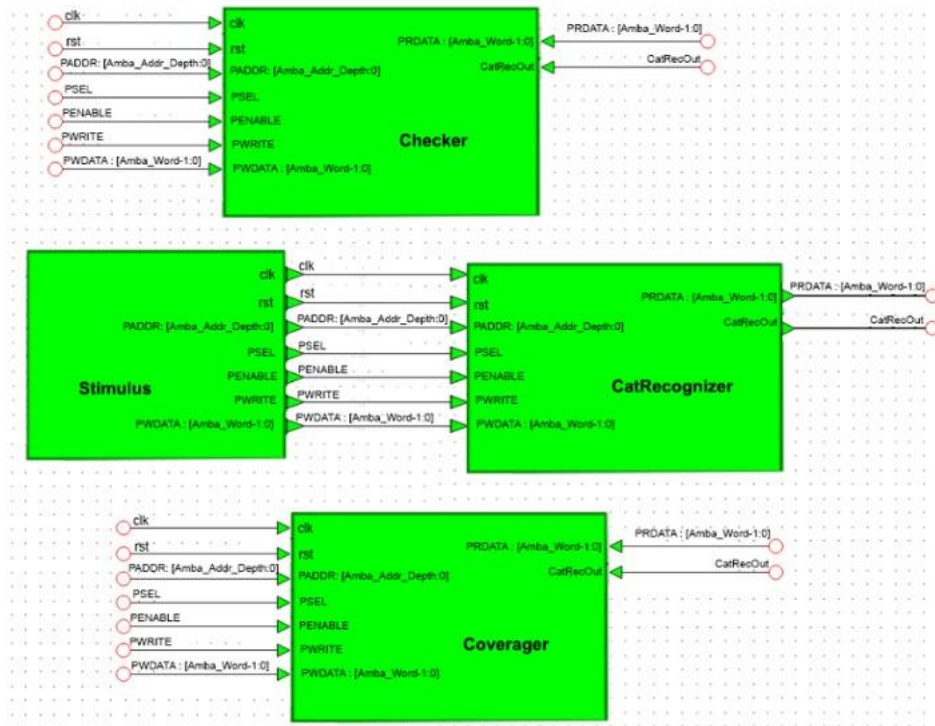 clk
clk
rst
rst
PADDR: [Amba_Addr_Depth:0]
PADDR: [Amba_Addr_Depth:0]
PSEL
PSEL
PENABLE
PENABLE
PWRITE
PWRITE
PWDATA : [Amba_Word-1:0]
PWDATA : [Amba_Word-1:0]
Checker
PRDATA : [Amba_Word-1:0]
PRDATA : [Amba_Word-1:0]
CatRecOut
CatRecOut
Stimulus
clk
clk
clk
rst
rst
rst
PADDR: [Amba_Addr_Depth:0]
PADDR: [Amba_Addr_Depth:0]
PADDR: [Amba_Addr_Depth:0]
PSEL
PSEL
PSEL
PENABLE
PENABLE
PENABLE
PWRITE
PWRITE
PWRITE
PWDATA : [Amba_Word-1:0]
PWDATA : [Amba_Word-1:0]
PWDATA : [Amba_Word-1:0]
CatRecognizer
PRDATA : [Amba_Word-1:0]
PRDATA : [Amba_Word-1:0]
CatRecOut
CatRecOut
clk
clk
rst
rst
PADDR: [Amba_Addr_Depth:0]
PADDR: [Amba_Addr_Depth:0]
PSEL
PSEL
PENABLE
PENABLE
PWRITE
PWRITE
PWDATA : [Amba_Word-1:0]
PWDATA : [Amba_Word-1:0]
Coverager
PRDATA : [Amba_Word-1:0]
PRDATA : [Amba_Word-1:0]
CatRecOut
CatRecOut